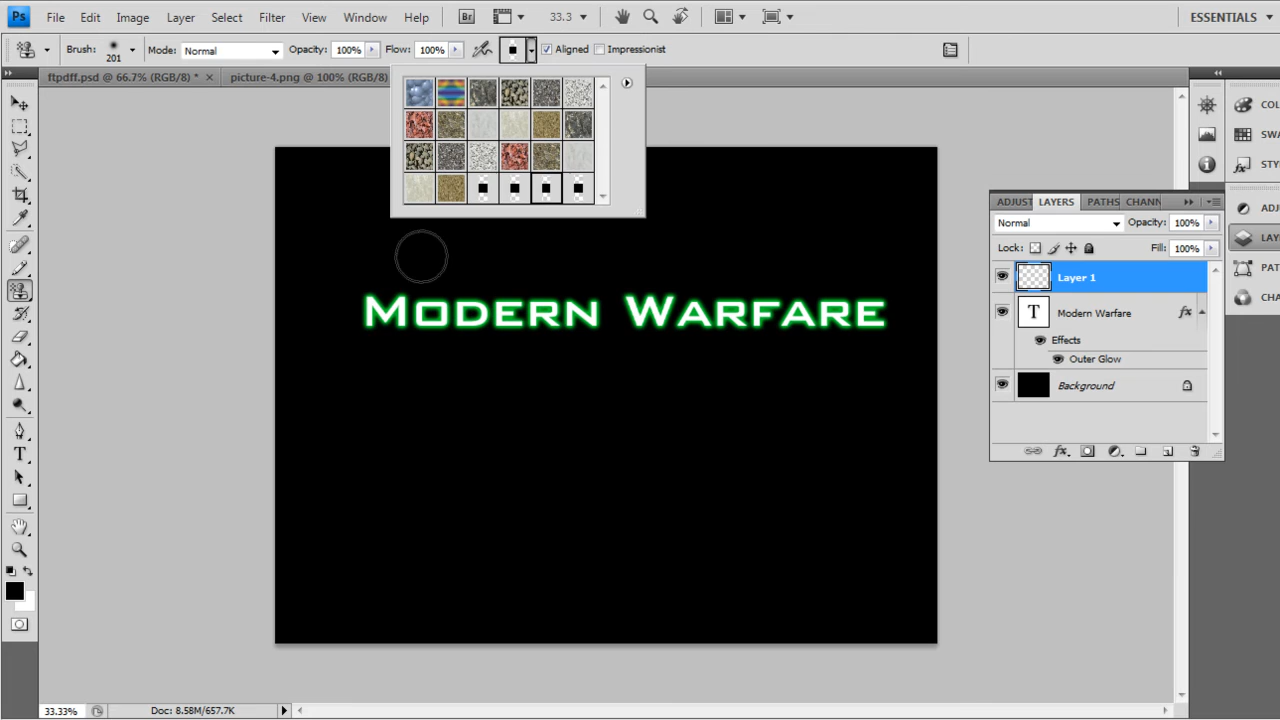 Ps File Edit Image Layer Select Filter View Window Help Br 33.3 ESSENTIALS
Brush: 201 Mode: Normal Opacity: 100% Flow: 100% Aligned Impressionist
ftpdff.psd @ 66.7% (RGB/8) * × picture-4.png @ 100% (RGB/8)
COL
SWA
STY
ADJUST LAYERS PATHS CHANN
Normal Opacity: 100%
ADJ
Lock: Fill: 100%
LAY
Layer 1
PAT
CHA
Modern Warfare
T Modern Warfare fx
Effects
Outer Glow
Background
fx.
T
33.33% Doc: 8.58M/657.7K